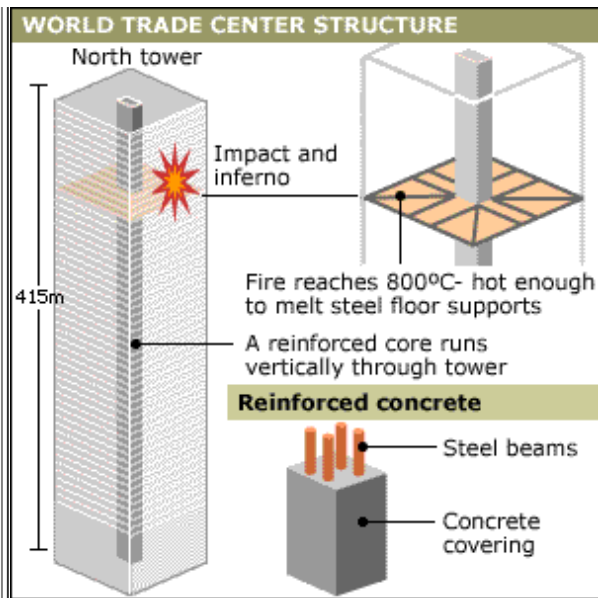 WORLD TRADE CENTER STRUCTURE
North tower
Impact and
inferno
415m
Fire reaches 800ºC- hot enough
to melt steel floor supports
A reinforced core runs
vertically through tower
Reinforced concrete
Steel beams
Concrete
covering